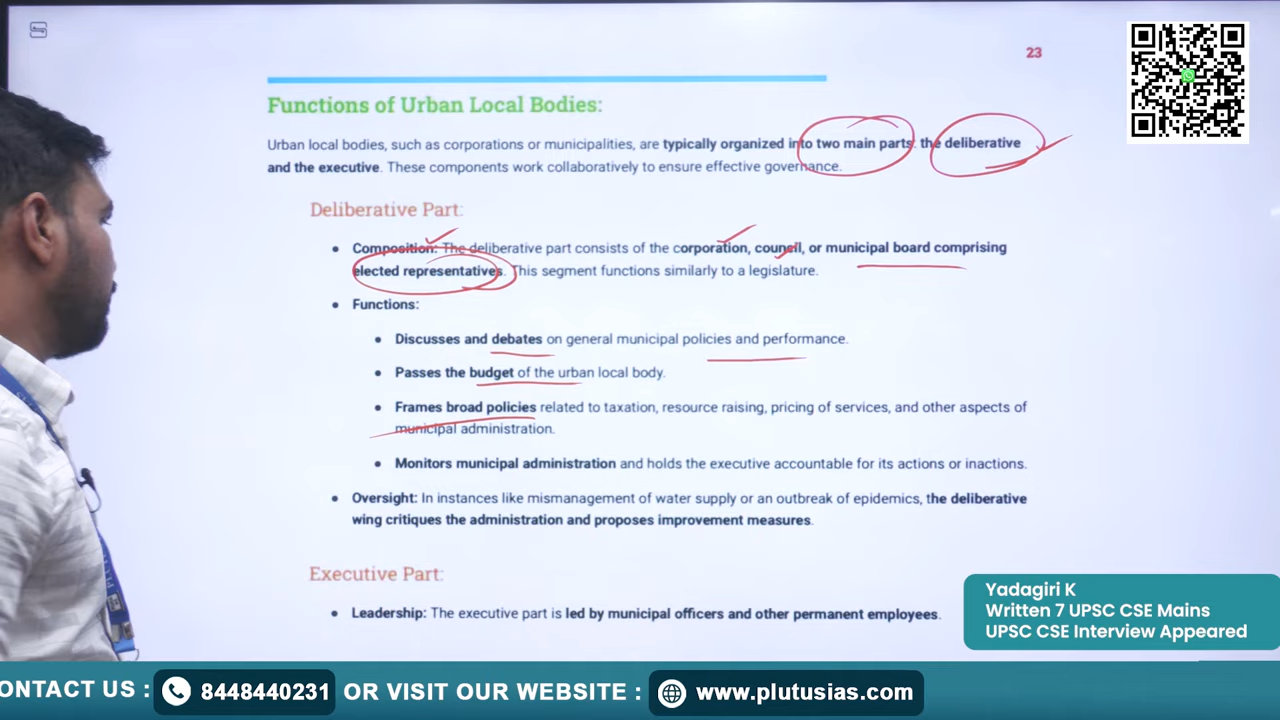 23
Functions of Urban Local Bodies:
Urban local bodies, such as corporations or municipalities, are typically organized into two main parts: the deliberative
and the executive. These components work collaboratively to ensure effective governance.
Deliberative Part:
• Composition: The deliberative part consists of the corporation, council, or municipal board comprising
elected representatives. This segment functions similarly to a legislature.
• Functions:
• Discusses and debates on general municipal policies and performance.
• Passes the budget of the urban local body.
• Frames broad policies related to taxation, resource raising, pricing of services, and other aspects of
municipal administration.
• Monitors municipal administration and holds the executive accountable for its actions or inactions.
• Oversight: In instances like mismanagement of water supply or an outbreak of epidemics, the deliberative
wing critiques the administration and proposes improvement measures.
Executive Part:
• Leadership: The executive part is led by municipal officers and other permanent employees.
Yadagiri K
Written 7 UPSC CSE Mains
UPSC CSE Interview Appeared
ONTACT US : 8448440231 OR VISIT OUR WEBSITE : www.plutusias.com